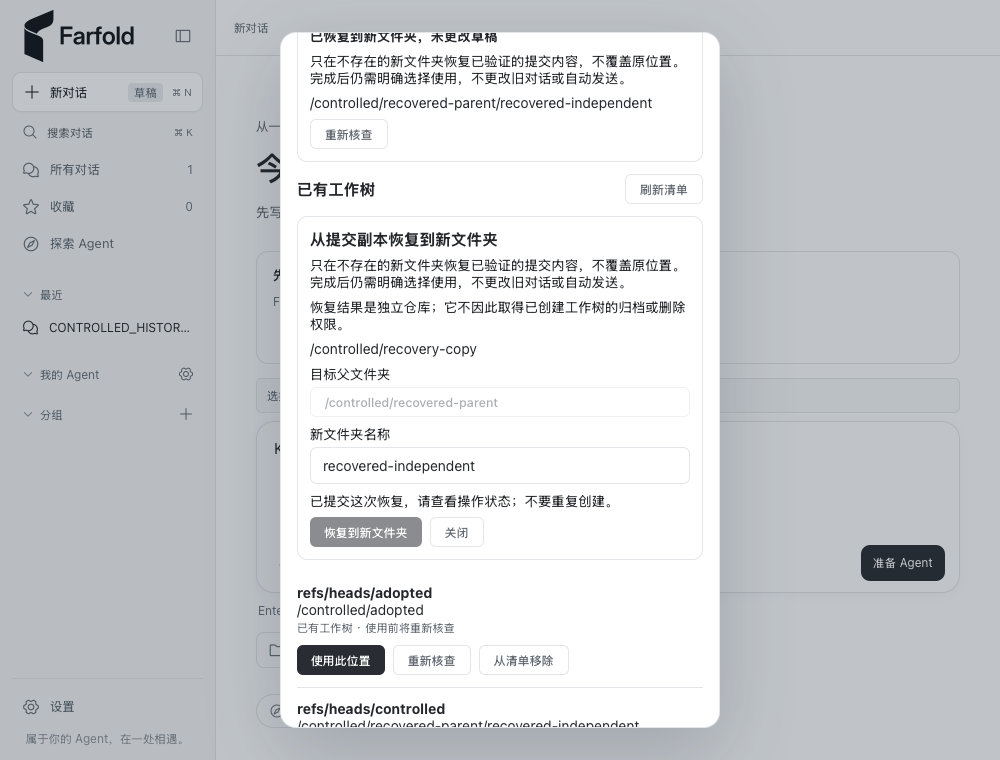 Farfold
新对话
草稿
⌘ N
搜索对话
⌘ K
所有对话
1
收藏
0
探索 Agent
最近
CONTROLLED_HISTOR...
我的 Agent
分组
设置
属于你的 Agent，在一处相遇。
新对话
从一
今
先写
选
Ente
准备 Agent
已恢复到新文件夹，未更改草稿
只在不存在的新文件夹恢复已验证的提交内容，不覆盖原位置。
完成后仍需明确选择使用，不更改旧对话或自动发送。
/controlled/recovered-parent/recovered-independent
重新核查
已有工作树
刷新清单
从提交副本恢复到新文件夹
只在不存在的新文件夹恢复已验证的提交内容，不覆盖原位置。
完成后仍需明确选择使用，不更改旧对话或自动发送。
恢复结果是独立仓库；它不因此取得已创建工作树的归档或删除
权限。
/controlled/recovery-copy
目标父文件夹
/controlled/recovered-parent
新文件夹名称
recovered-independent
已提交这次恢复，请查看操作状态；不要重复创建。
恢复到新文件夹
关闭
refs/heads/adopted
/controlled/adopted
已有工作树 · 使用前将重新核查
使用此位置
重新核查
从清单移除
refs/heads/controlled
/controlled/recovered-parent/recovered-independent